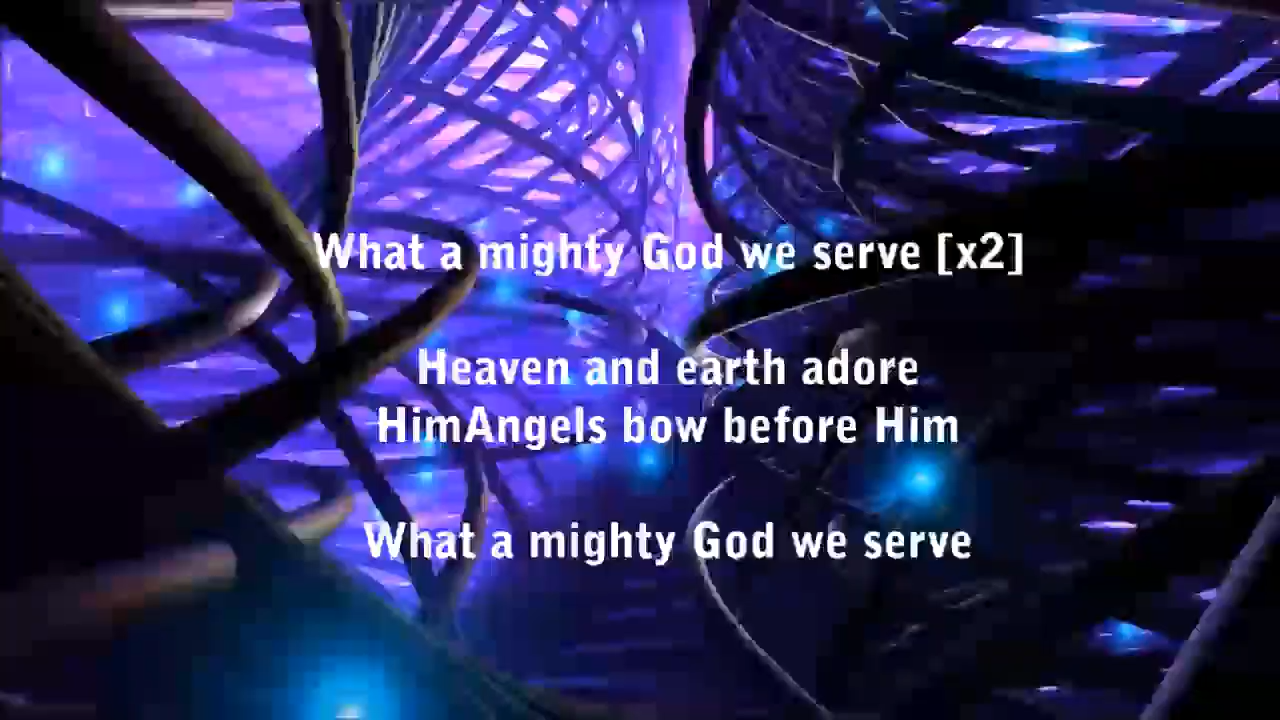 What a mighty God we serve [x2]
Heaven and earth adore
HimAngels bow before Him
What a mighty God we serve